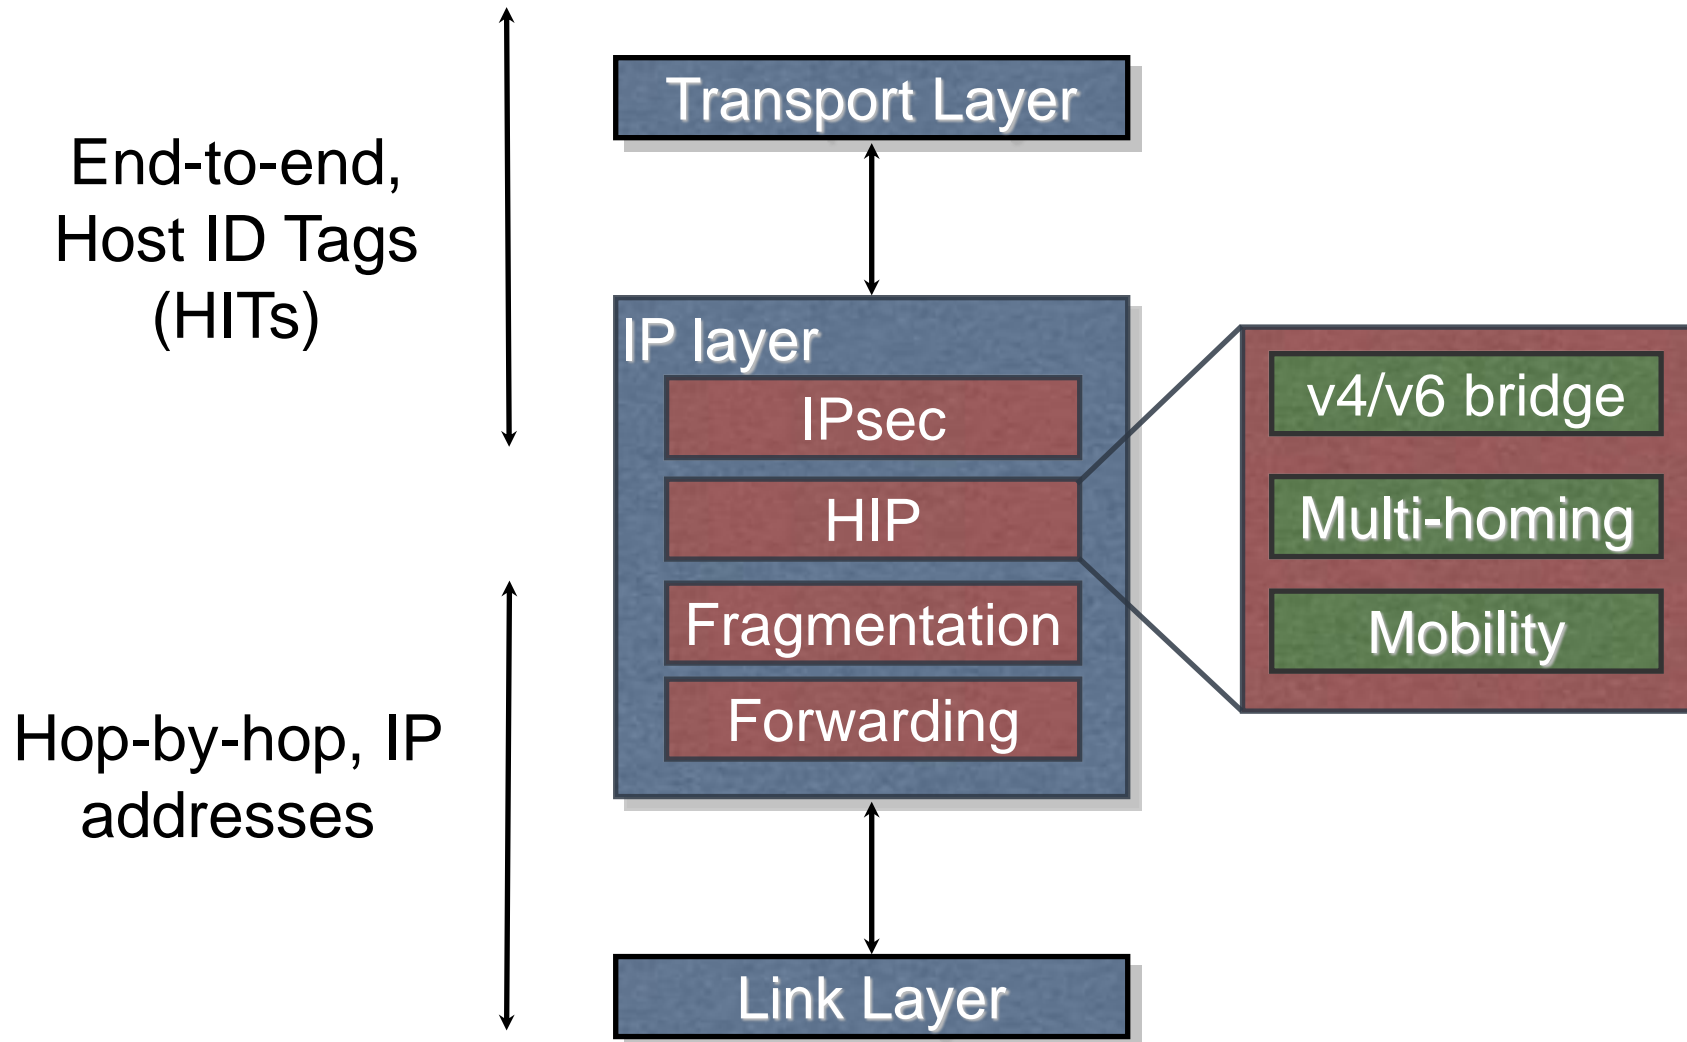 Transport Layer
End-to-end,
Host ID Tags
(HITs)
IP layer
IPsec
HIP
Fragmentation
Forwarding
v4/v6 bridge
Multi-homing
Mobility
Hop-by-hop, IP
addresses
Link Layer